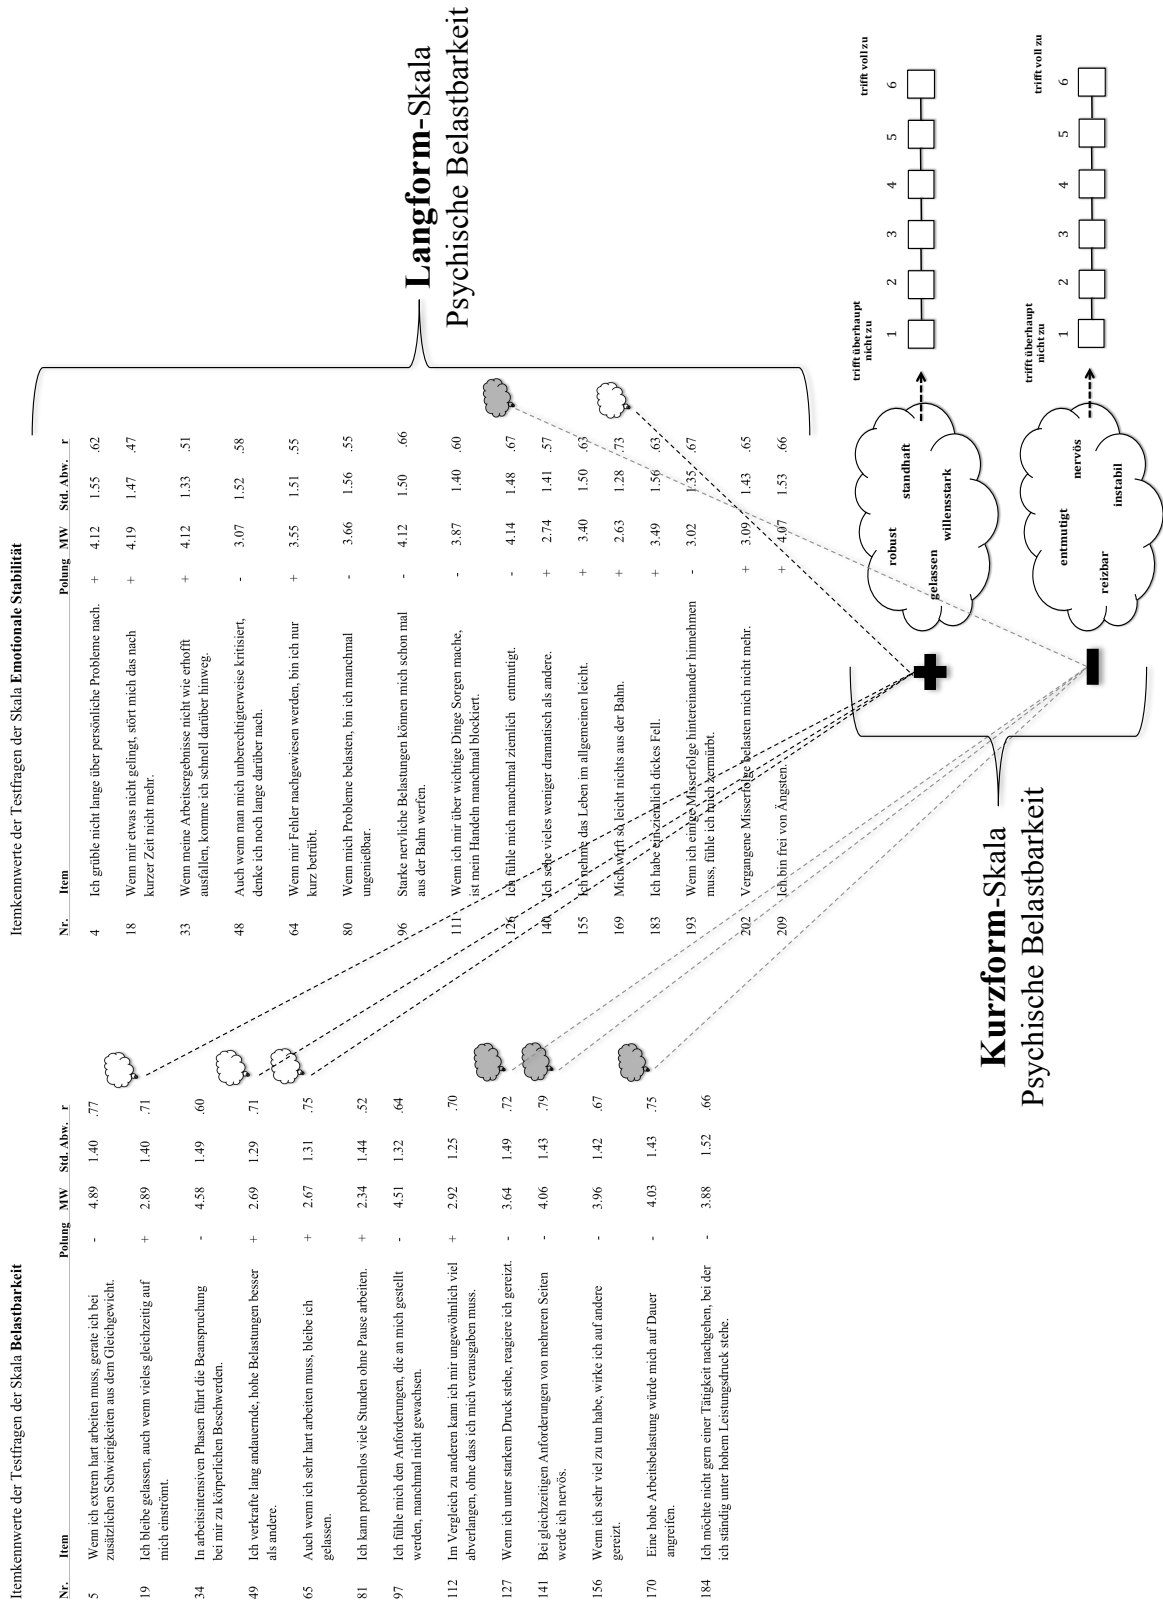 Itemkennwerte der Testfragen der Skala Belastbarkeit
Nr. Item Polung MW Std. Abw. r
5 Wenn ich extrem hart arbeiten muss, gerate ich bei - 4.89 1.40 .77
zusätzlichen Schwierigkeiten aus dem Gleichgewicht.
19 Ich bleibe gelassen, auch wenn vieles gleichzeitig auf + 2.89 1.40 .71
mich einströmt.
34 In arbeitsintensiven Phasen führt die Beanspruchung - 4.58 1.49 .60
bei mir zu körperlichen Beschwerden.
49 Ich verkrafte lang andauernde, hohe Belastungen besser + 2.69 1.29 .71
als andere.
65 Auch wenn ich sehr hart arbeiten muss, bleibe ich + 2.67 1.31 .75
gelassen.
81 Ich kann problemlos viele Stunden ohne Pause arbeiten. + 2.34 1.44 .52
97 Ich fühle mich den Anforderungen, die an mich gestellt - 4.51 1.32 .64
werden, manchmal nicht gewachsen.
112 Im Vergleich zu anderen kann ich mir ungewöhnlich viel + 2.92 1.25 .70
abverlangen, ohne dass ich mich verausgaben muss.
127 Wenn ich unter starkem Druck stehe, reagiere ich gereizt. - 3.64 1.49 .72
141 Bei gleichzeitigen Anforderungen von mehreren Seiten - 4.06 1.43 .79
werde ich nervös.
156 Wenn ich sehr viel zu tun habe, wirke ich auf andere - 3.96 1.42 .67
gereizt.
170 Eine hohe Arbeitsbelastung würde mich auf Dauer - 4.03 1.43 .75
angreifen.
184 Ich möchte nicht gern einer Tätigkeit nachgehen, bei der - 3.88 1.52 .66
ich ständig unter hohem Leistungsdruck stehe.
Itemkennwerte der Testfragen der Skala Emotionale Stabilität
Nr. Item Polung MW Std. Abw. r
4 Ich grüble nicht lange über persönliche Probleme nach. + 4.12 1.55 .62
18 Wenn mir etwas nicht gelingt, stört mich das nach + 4.19 1.47 .47
kurzer Zeit nicht mehr.
33 Wenn meine Arbeitsergebnisse nicht wie erhofft + 4.12 1.33 .51
ausfallen, komme ich schnell darüber hinweg.
48 Auch wenn man mich unberechtigterweise kritisiert, - 3.07 1.52 .58
denke ich noch lange darüber nach.
64 Wenn mir Fehler nachgewiesen werden, bin ich nur + 3.55 1.51 .55
kurz betrübt.
80 Wenn mich Probleme belasten, bin ich manchmal - 3.66 1.56 .55
ungenießbar.
96 Starke nervliche Belastungen können mich schon mal - 4.12 1.50 .66
aus der Bahn werfen.
111 Wenn ich mir über wichtige Dinge Sorgen mache, - 3.87 1.40 .60
ist mein Handeln manchmal blockiert.
126 Ich fühle mich manchmal ziemlich entmutigt. - 4.14 1.48 .67
140 Ich sehe vieles weniger dramatisch als andere. + 2.74 1.41 .57
155 Ich nehme das Leben im allgemeinen leicht. + 3.40 1.50 .63
169 Mich wirft so leicht nichts aus der Bahn. + 2.63 1.28 .73
183 Ich habe ein ziemlich dickes Fell. + 3.49 1.56 .63
193 Wenn ich einige Misserfolge hintereinander hinnehmen - 3.02 1.35 .67
muss, fühle ich mich zermürbt.
202 Vergangene Misserfolge belasten mich nicht mehr. + 3.09 1.43 .65
209 Ich bin frei von Ängsten. + 4.07 1.53 .66
Langform-Skala
Psychische Belastbarkeit
Kurzform-Skala
Psychische Belastbarkeit
robust
standhaft
gelassen
willensstark
trifft überhaupt
nicht zu
trifft voll zu
1 2 3 4 5 6
entmutigt
nervös
reizbar
instabil
trifft überhaupt
nicht zu
trifft voll zu
1 2 3 4 5 6